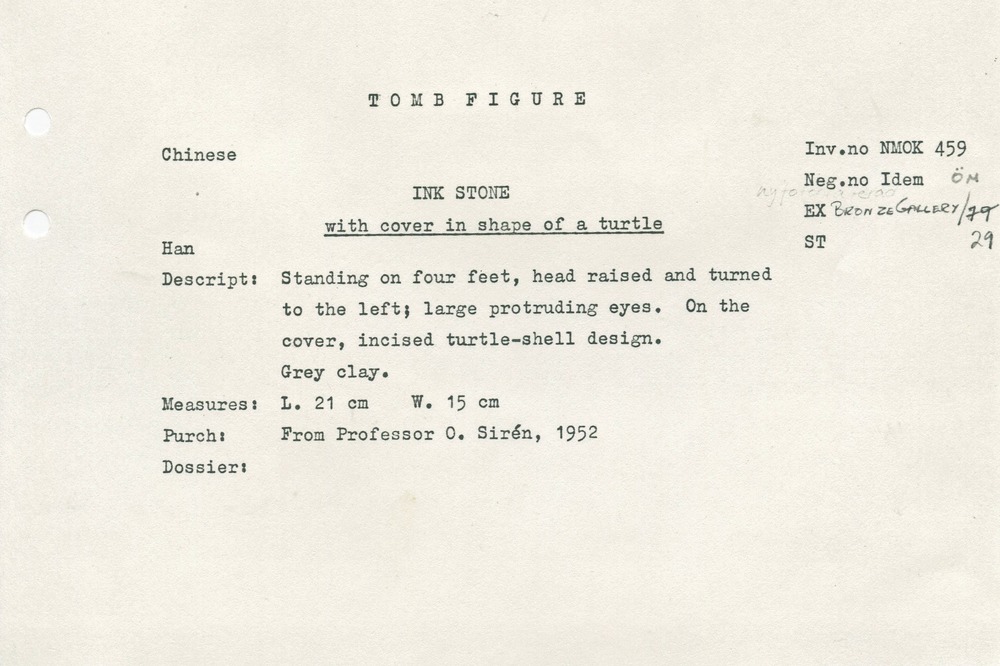 TOMB FIGURE
Chinese
Inv.no NMOK 459
INK STONE
Neg.no Idem ÖM
with cover in shape of a turtle
EX BRONZE GALLERY/79
Han
ST 29
Descript: Standing on four feet, head raised and turned
to the left; large protruding eyes. On the
cover, incised turtle-shell design.
Grey clay.
Measures: L. 21 cm W. 15 cm
Purch: From Professor O. Sirén, 1952
Dossier: